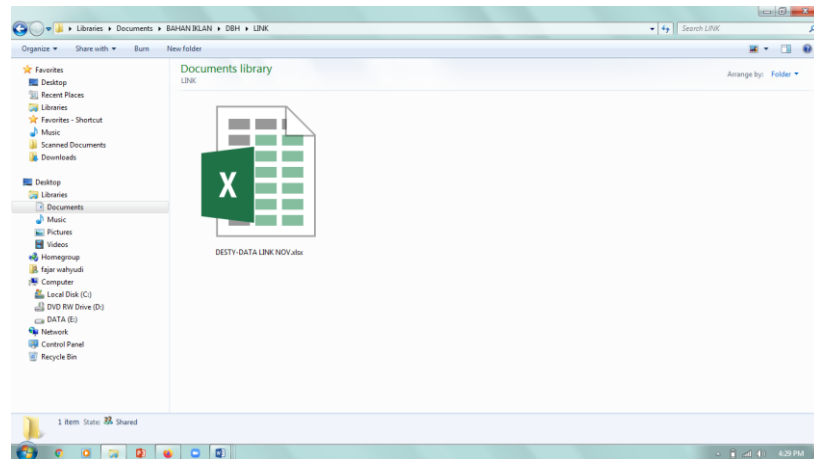 Libraries ▸ Documents ▸ BAHAN IKLAN ▸ DBH ▸ LINK
Search LINK
Organize
Share with
Burn
New folder
Favorites
Desktop
Recent Places
Libraries
Favorites - Shortcut
Music
Scanned Documents
Downloads
Desktop
Libraries
Documents
Music
Pictures
Videos
Homegroup
fajar wahyudi
Computer
Local Disk (C:)
DVD RW Drive (D:)
DATA (E:)
Network
Control Panel
Recycle Bin
Documents library
LINK
Arrange by: Folder
X
DESTY-DATA LINK NOV.xlsx
1 item State: Shared
4:29 PM